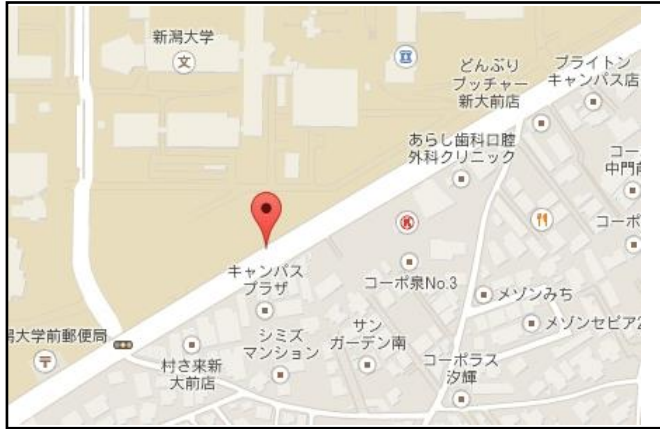 新潟大学
文
どんぶり
ブッチャー
新大前店
ブライトン
キャンパス店
あらし歯科口腔
外科クリニック
コー
中門前
コーポ
キャンパス
プラザ
コーポ泉No.3
メゾンみち
メゾンセピア2
潟大学前郵便局
〒
村さ来新
大前店
シミズ
マンション
サン
ガーデン南
コーポラス
汐輝